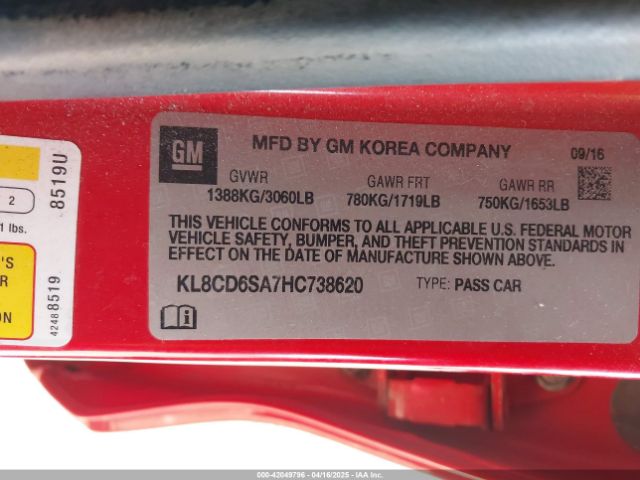 GM
MFD BY GM KOREA COMPANY
09/16
GVWR GAWR FRT GAWR RR
1388KG/3060LB 780KG/1719LB 750KG/1653LB
THIS VEHICLE CONFORMS TO ALL APPLICABLE U.S. FEDERAL MOTOR
VEHICLE SAFETY, BUMPER, AND THEFT PREVENTION STANDARDS IN
EFFECT ON THE DATE OF MANUFACTURE SHOWN ABOVE.
KL8CD6SA7HC738620 TYPE: PASS CAR
8519U
2
1 lbs.
'S
R
ON
42488519
000-42049796 - 04/16/2025 - IAA, Inc.